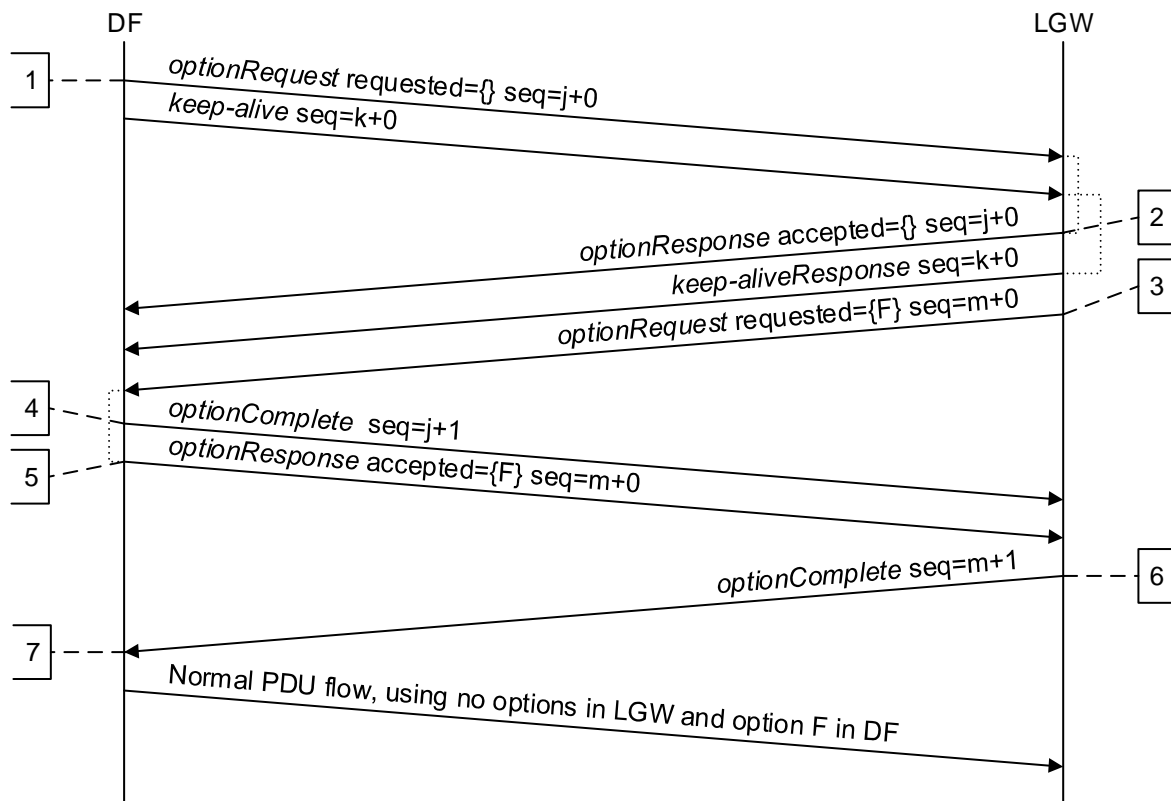 DF
LGW
1
optionRequest requested={} seq=j+0
keep-alive seq=k+0
2
optionResponse accepted={} seq=j+0
keep-aliveResponse seq=k+0
3
optionRequest requested={F} seq=m+0
4
optionComplete seq=j+1
5
optionResponse accepted={F} seq=m+0
6
optionComplete seq=m+1
7
Normal PDU flow, using no options in LGW and option F in DF